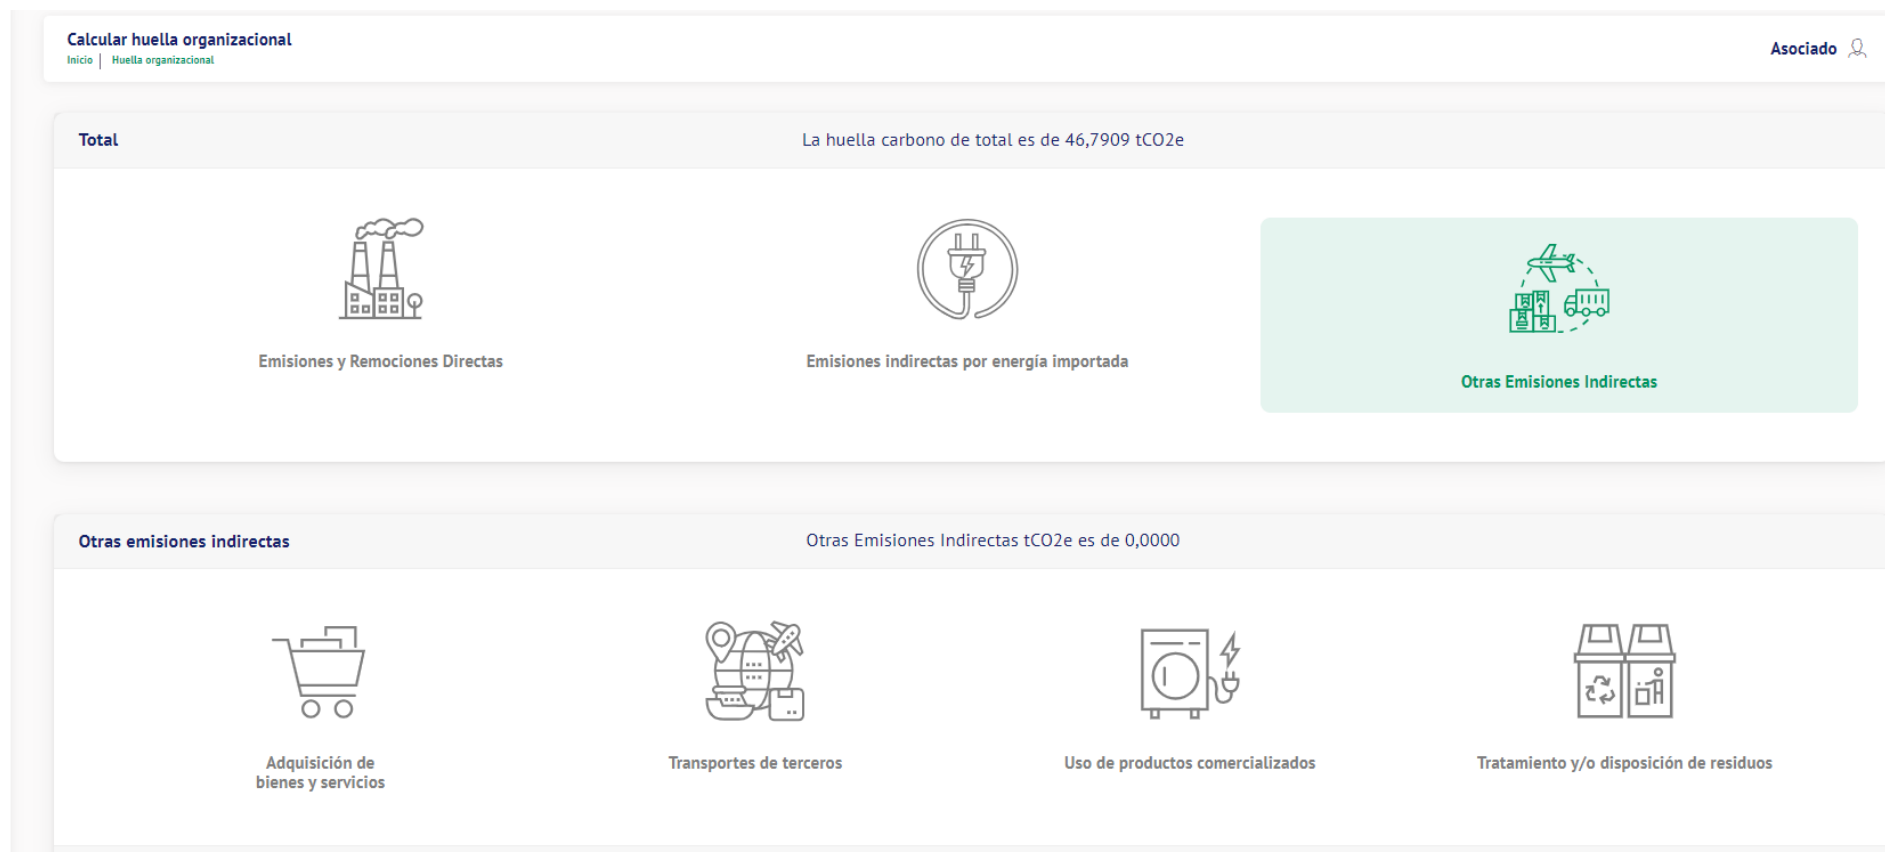 Calcular huella organizacional
Inicio | Huella organizacional
Asociado
Total
La huella carbono de total es de 46,7909 tCO2e
Emisiones y Remociones Directas
Emisiones indirectas por energía importada
Otras Emisiones Indirectas
Otras emisiones indirectas
Otras Emisiones Indirectas tCO2e es de 0,0000
Adquisición de
bienes y servicios
Transportes de terceros
Uso de productos comercializados
Tratamiento y/o disposición de residuos